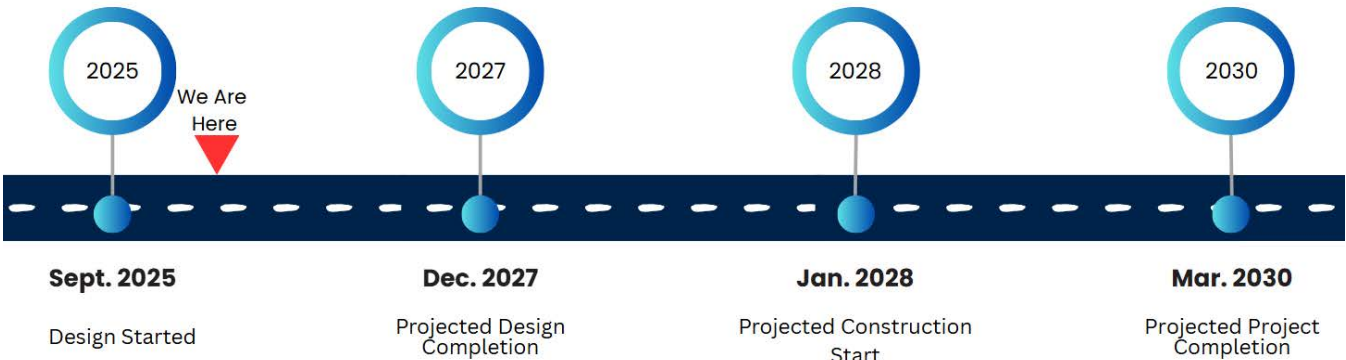 2025
We Are
Here
2027
2028
2030
Sept. 2025
Dec. 2027
Jan. 2028
Mar. 2030
Design Started
Projected Design
Completion
Projected Construction
Start
Projected Project
Completion